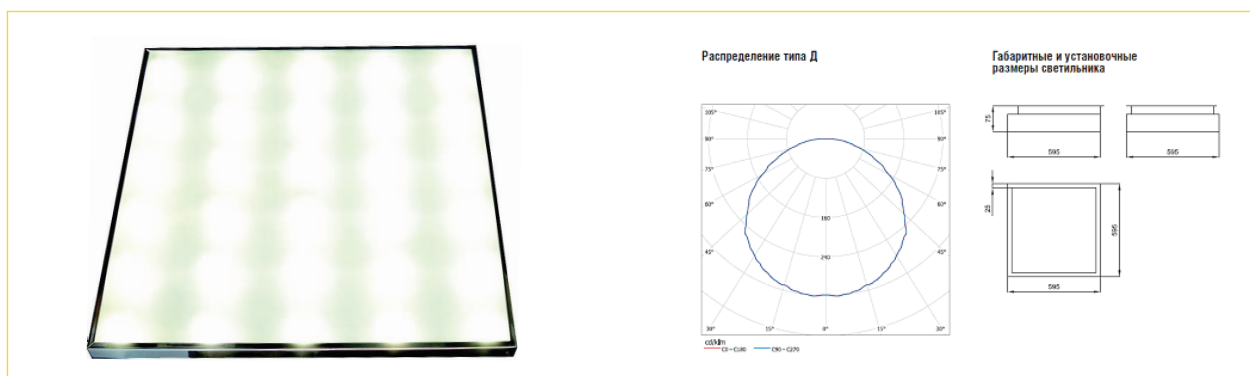 Распределение типа Д
Габаритные и установочные
размеры светильника
105° 105°
90° 90°
75° 75°
60° 60°
45° 45°
160
240
30° 15° 0° 15° 30°
cd/klm
C0 – C180 C90 – C270
75
595 595
25
595
595